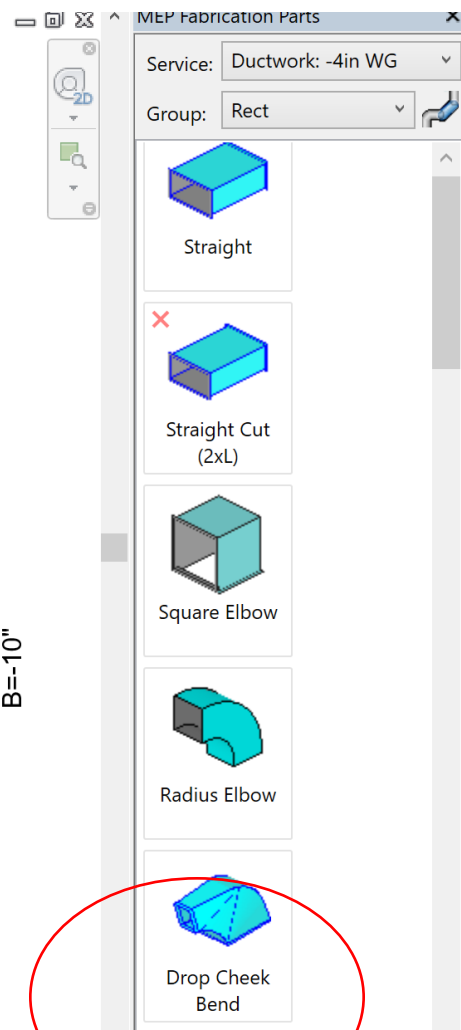 MEP Fabrication Parts
Service: Ductwork: -4in WG
Group: Rect
2D
Straight
Straight Cut
(2xL)
Square Elbow
Radius Elbow
B=-10"
Drop Cheek
Bend